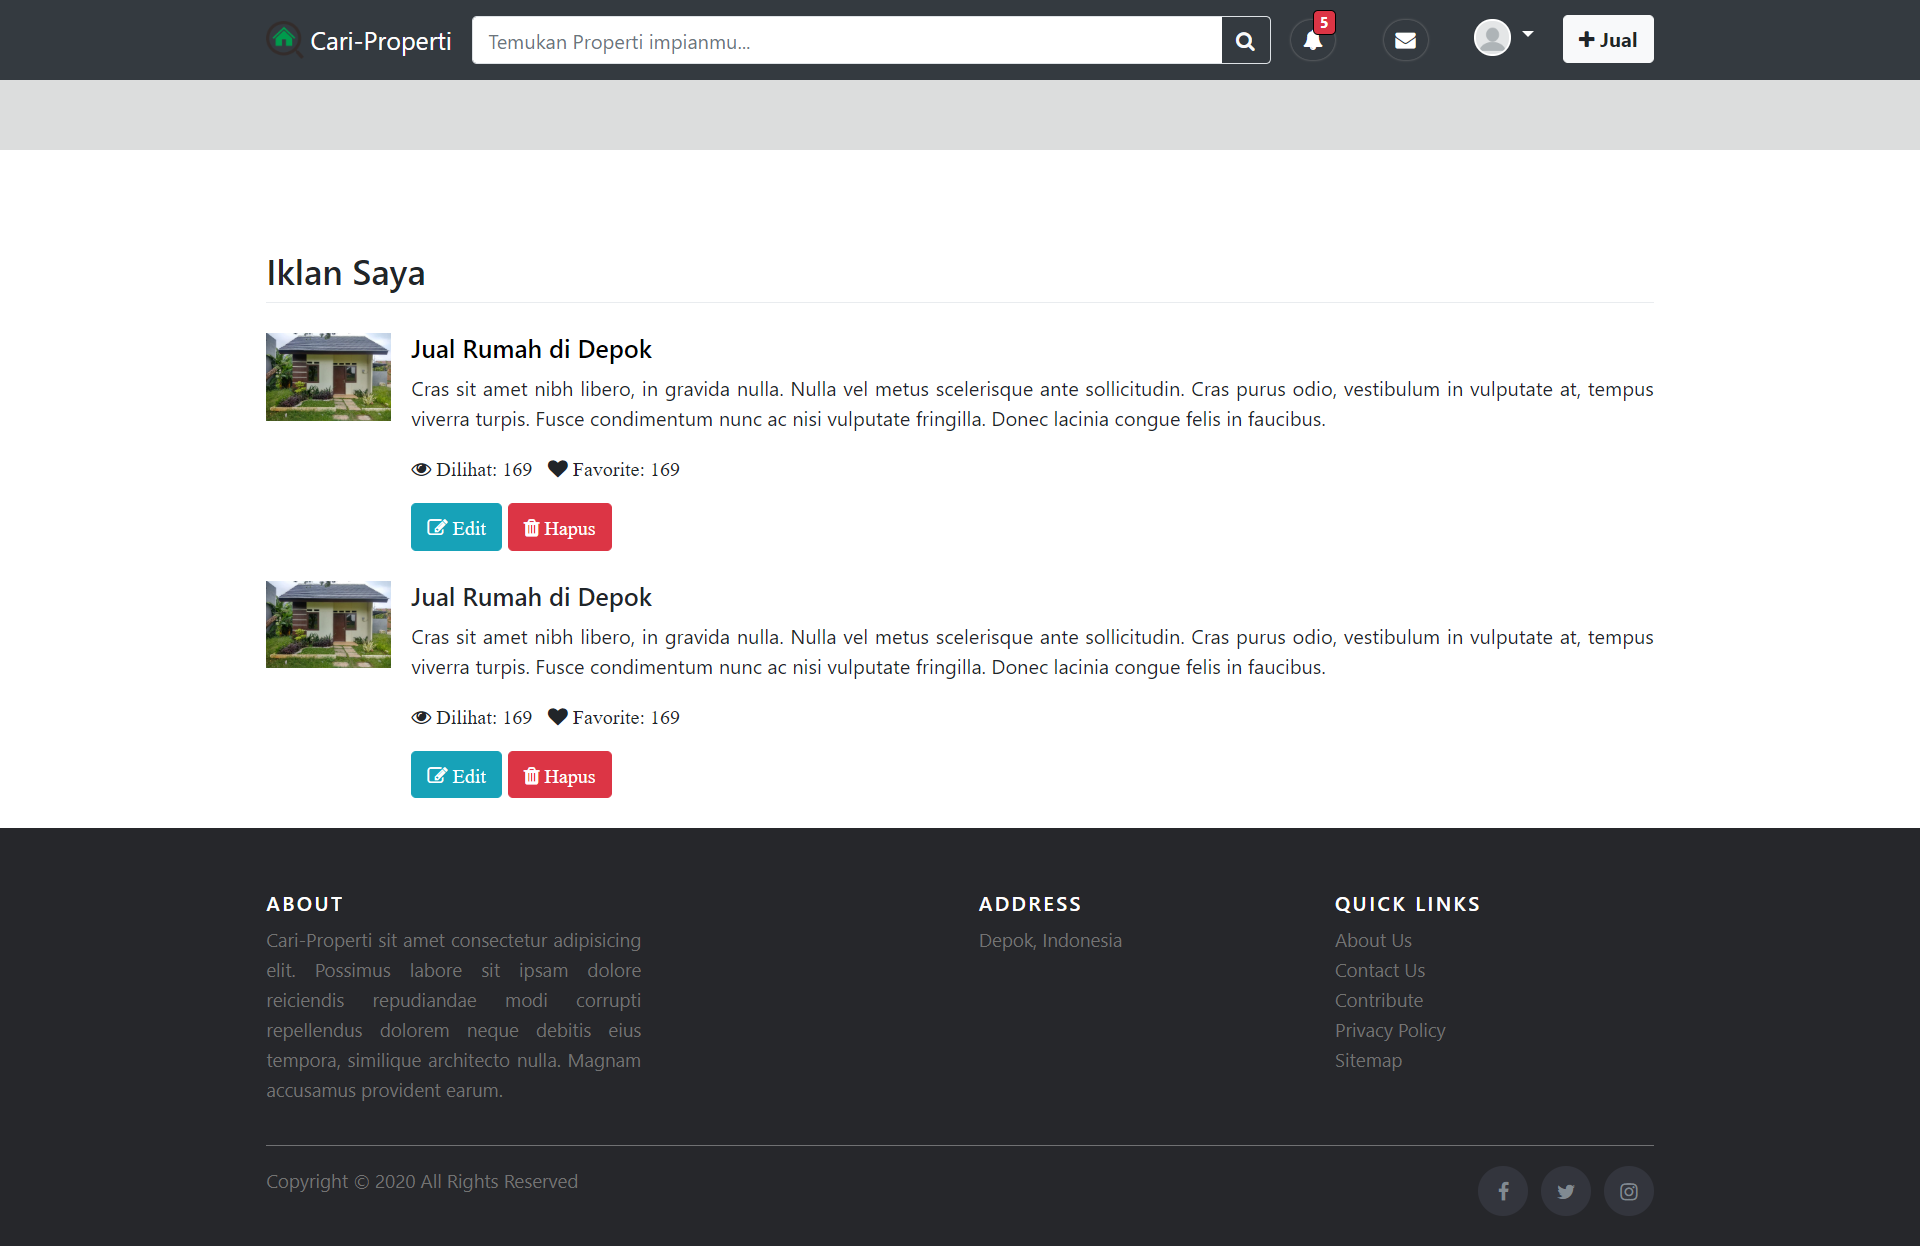 Cari-Properti
Temukan Properti impianmu...
5
Jual
Iklan Saya
Jual Rumah di Depok
Cras sit amet nibh libero, in gravida nulla. Nulla vel metus scelerisque ante sollicitudin. Cras purus odio, vestibulum in vulputate at, tempus
viverra turpis. Fusce condimentum nunc ac nisi vulputate fringilla. Donec lacinia congue felis in faucibus.
Dilihat: 169 Favorite: 169
Edit Hapus
Jual Rumah di Depok
Cras sit amet nibh libero, in gravida nulla. Nulla vel metus scelerisque ante sollicitudin. Cras purus odio, vestibulum in vulputate at, tempus
viverra turpis. Fusce condimentum nunc ac nisi vulputate fringilla. Donec lacinia congue felis in faucibus.
Dilihat: 169 Favorite: 169
Edit Hapus
ABOUT
Cari-Properti sit amet consectetur adipisicing
elit. Possimus labore sit ipsam dolore
reiciendis repudiandae modi corrupti
repellendus dolorem neque debitis eius
tempora, similique architecto nulla. Magnam
accusamus provident earum.
ADDRESS
Depok, Indonesia
QUICK LINKS
About Us
Contact Us
Contribute
Privacy Policy
Sitemap
Copyright © 2020 All Rights Reserved